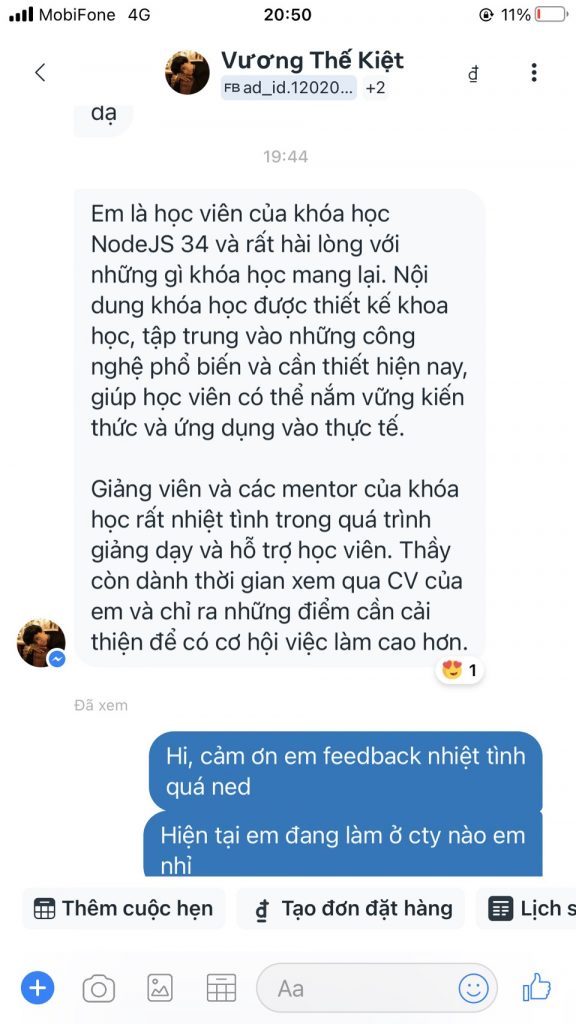 MobiFone 4G 20:50 11%
Vương Thế Kiệt
FB ad_id.12020... +2
dạ
19:44
Em là học viên của khóa học
NodeJS 34 và rất hài lòng với
những gì khóa học mang lại. Nội
dung khóa học được thiết kế khoa
học, tập trung vào những công
nghệ phổ biến và cần thiết hiện nay,
giúp học viên có thể nắm vững kiến
thức và ứng dụng vào thực tế.
Giảng viên và các mentor của khóa
học rất nhiệt tình trong quá trình
giảng dạy và hỗ trợ học viên. Thầy
còn dành thời gian xem qua CV của
em và chỉ ra những điểm cần cải
thiện để có cơ hội việc làm cao hơn.
😍 1
Đã xem
Hi, cảm ơn em feedback nhiệt tình
quá ned
Hiện tại em đang làm ở cty nào em
nhỉ
Thêm cuộc hẹn
đ Tạo đơn đặt hàng
Lịch s
Aa